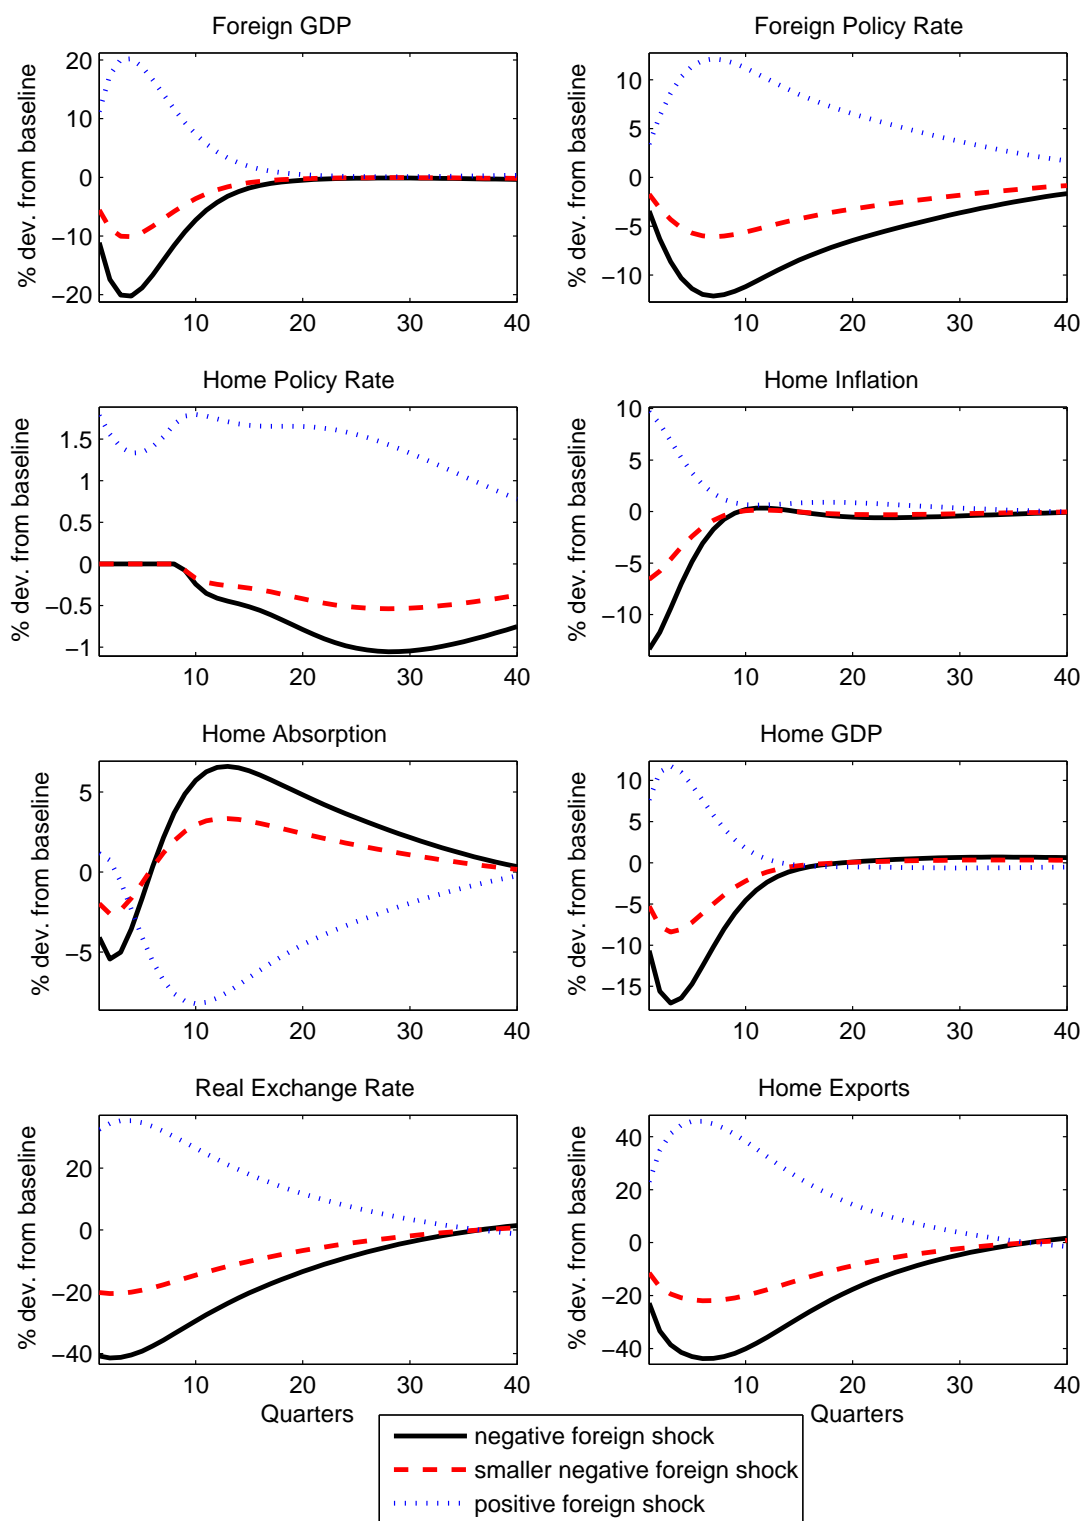 Foreign GDP
% dev. from baseline
20
10
0
−10
−20
10 20 30 40
Foreign Policy Rate
% dev. from baseline
10
5
0
−5
−10
10 20 30 40
Home Policy Rate
% dev. from baseline
1.5
1
0.5
0
−0.5
−1
10 20 30 40
Home Inflation
% dev. from baseline
10
5
0
−5
−10
10 20 30 40
Home Absorption
% dev. from baseline
5
0
−5
10 20 30 40
Home GDP
% dev. from baseline
10
5
0
−5
−10
−15
10 20 30 40
Real Exchange Rate
% dev. from baseline
20
0
−20
−40
10 20 30 40
Quarters
Home Exports
% dev. from baseline
40
20
0
−20
−40
10 20 30 40
Quarters
negative foreign shock
smaller negative foreign shock
positive foreign shock